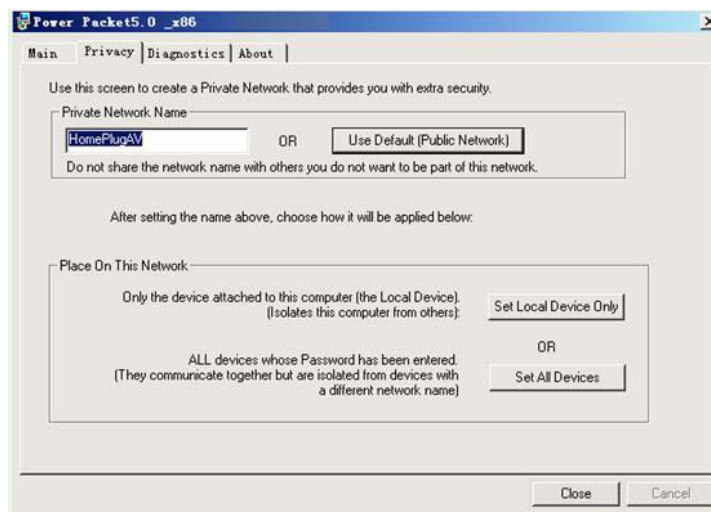 Power Packet5.0 _x86
Main Privacy Diagnostics About
Use this screen to create a Private Network that provides you with extra security.
Private Network Name
HomePlugAV OR Use Default (Public Network)
Do not share the network name with others you do not want to be part of this network.
After setting the name above, choose how it will be applied below:
Place On This Network
Only the device attached to this computer (the Local Device).
(Isolates this computer from others): Set Local Device Only
OR
ALL devices whose Password has been entered.
(They communicate together but are isolated from devices with Set All Devices
a different network name)
Close Cancel